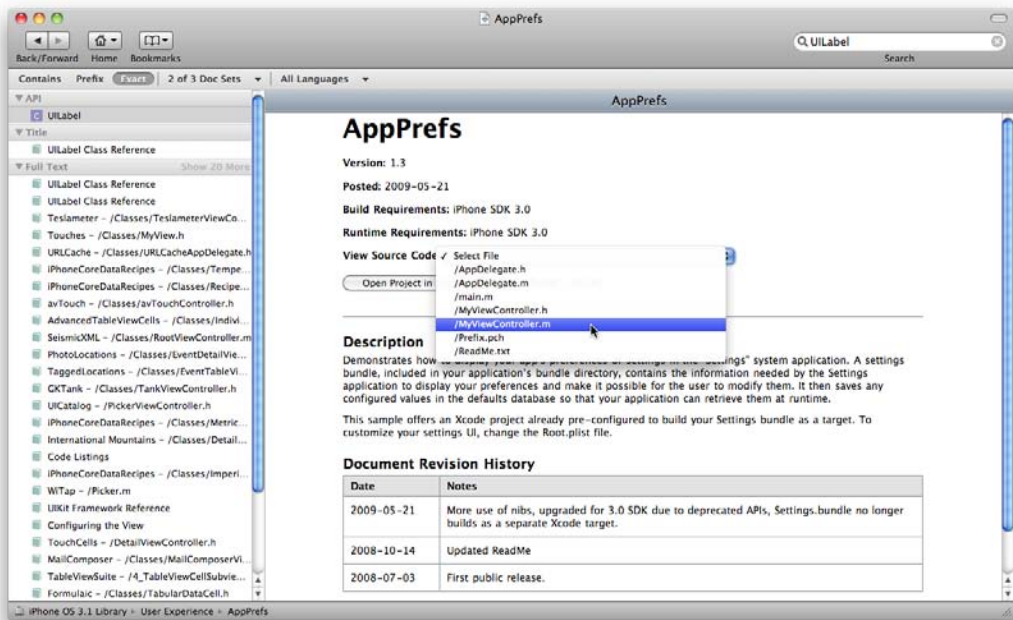 AppPrefs
UILabel
Back/Forward Home Bookmarks
Search
Contains Prefix Exact 2 of 3 Doc Sets All Languages
API
C UILabel
Title
UILabel Class Reference
Full Text Show 20 More
UILabel Class Reference
UILabel Class Reference
Teslameter – /Classes/TeslameterViewCo...
Touches – /Classes/MyView.h
URLCache – /Classes/URLCacheAppDelegate.h
iPhoneCoreDataRecipes – /Classes/Tempe...
iPhoneCoreDataRecipes – /Classes/Recipe...
avTouch – /Classes/avTouchController.h
AdvancedTableViewCells – /Classes/Indivi...
SeismicXML – /Classes/RootViewController.m
PhotoLocations – /Classes/EventDetailVie...
TaggedLocations – /Classes/EventTableVi...
GKTank – /Classes/TankViewController.h
UICatalog – /PickerViewController.h
iPhoneCoreDataRecipes – /Classes/Metric...
International Mountains – /Classes/Detail...
Code Listings
iPhoneCoreDataRecipes – /Classes/Imperi...
WiTap – /Picker.m
UIKit Framework Reference
Configuring the View
TouchCells – /DetailViewController.h
MailComposer – /Classes/MailComposerVi...
TableViewSuite – /4_TableViewCellSubvie...
Formulaic – /Classes/TabularDataCell.h
AppPrefs
AppPrefs
Version: 1.3
Posted: 2009-05-21
Build Requirements: iPhone SDK 3.0
Runtime Requirements: iPhone SDK 3.0
View Source Code ✓ Select File
/AppDelegate.h
Open Project in /AppDelegate.m
/main.m
/MyViewController.h
/MyViewController.m
/Prefix.pch
/ReadMe.txt
Description
Demonstrates how to display your app's preferences or settings in the "Settings" system application. A settings
bundle, included in your application's bundle directory, contains the information needed by the Settings
application to display your preferences and make it possible for the user to modify them. It then saves any
configured values in the defaults database so that your application can retrieve them at runtime.
This sample offers an Xcode project already pre-configured to build your Settings bundle as a target. To
customize your settings UI, change the Root.plist file.
Document Revision History
Date Notes
2009-05-21 More use of nibs, upgraded for 3.0 SDK due to deprecated APIs, Settings.bundle no longer
builds as a separate Xcode target.
2008-10-14 Updated ReadMe
2008-07-03 First public release.
iPhone OS 3.1 Library ▸ User Experience ▸ AppPrefs